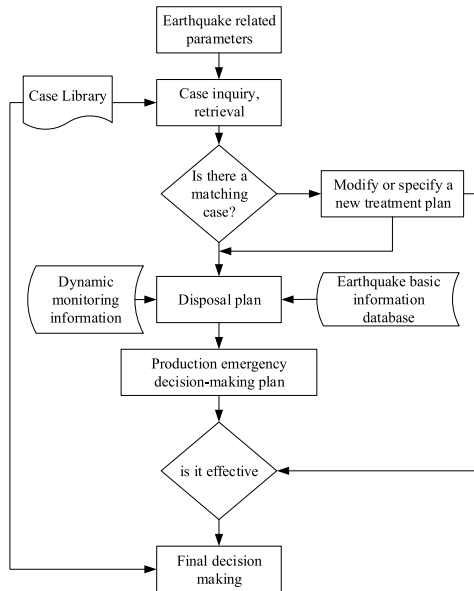 Earthquake related
parameters
Case Library
Case inquiry,
retrieval
Is there a
matching
case?
Modify or specify a
new treatment plan
Dynamic
monitoring
information
Disposal plan
Earthquake basic
information
database
Production emergency
decision-making plan
is it effective
Final decision
making